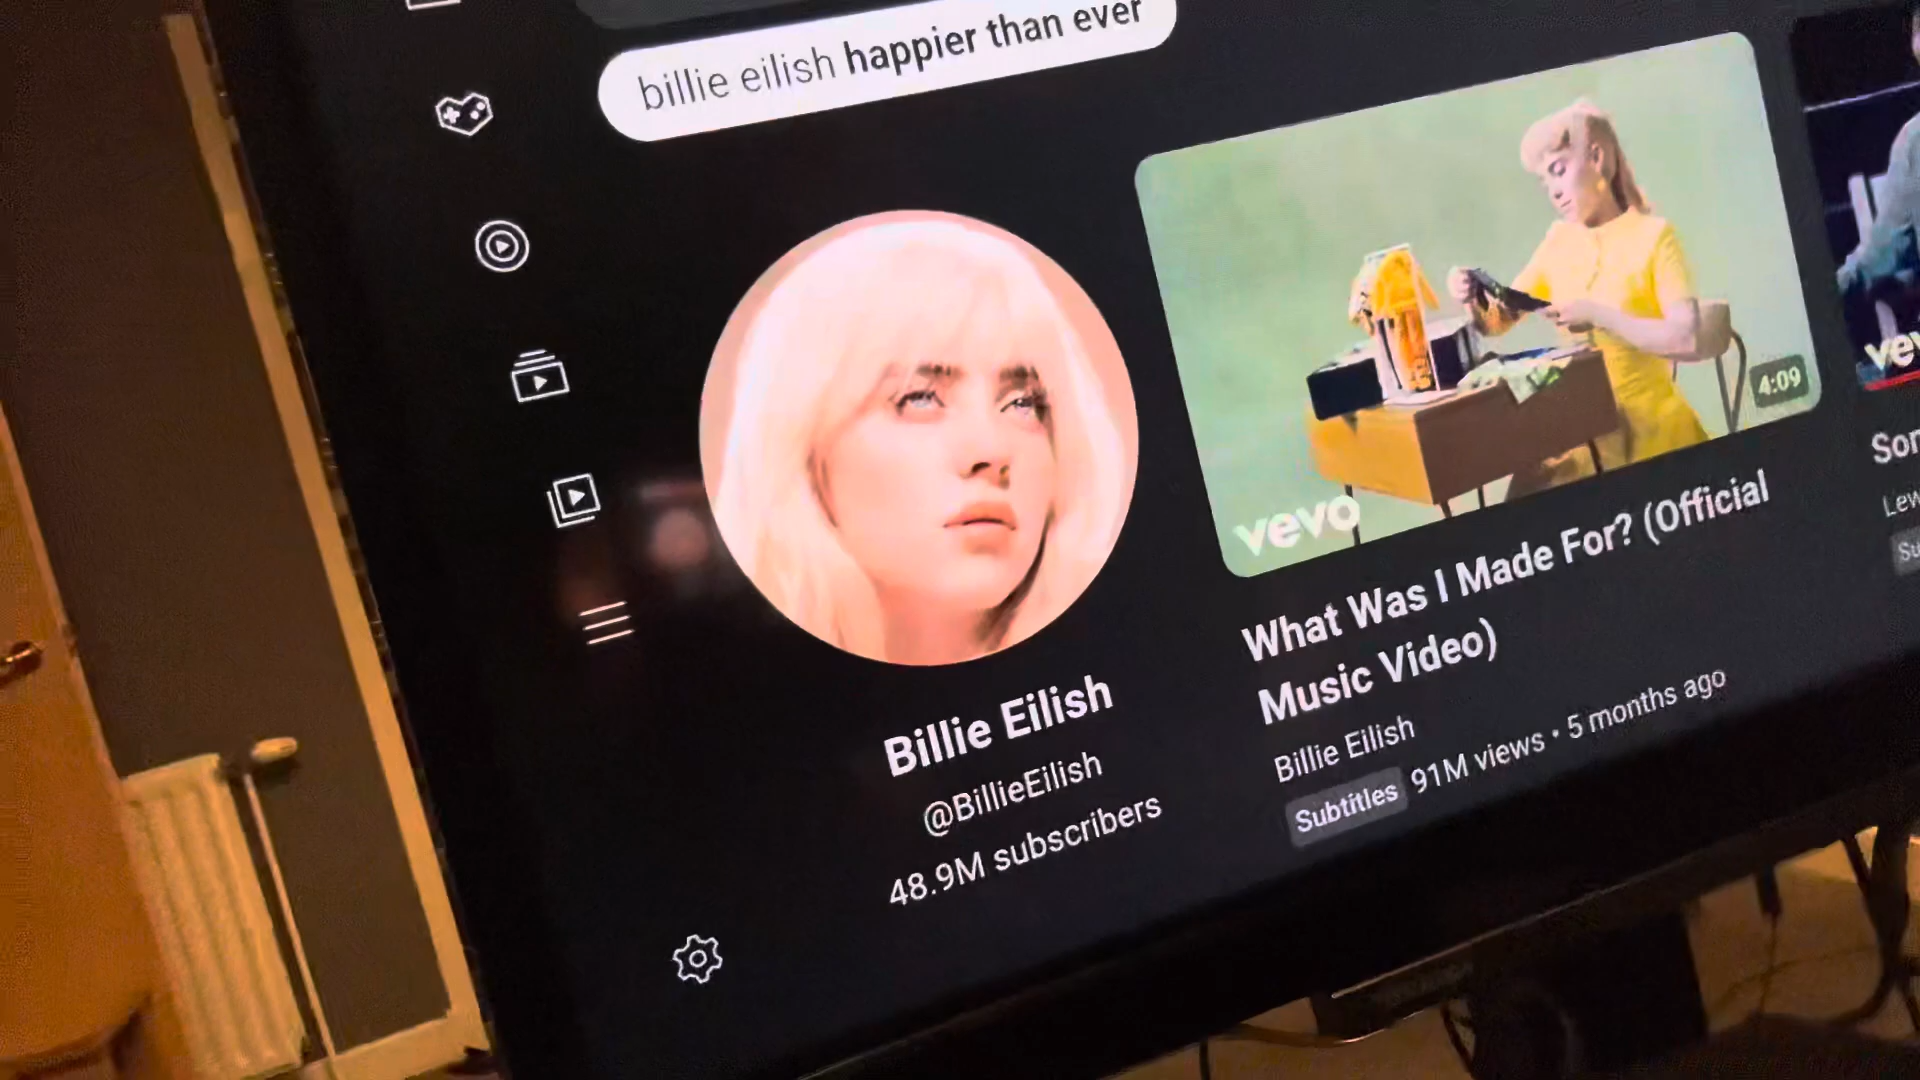 billie eilish happier than ever
vevo
4:09
Billie Eilish
@BillieEilish
48.9M subscribers
What Was I Made For? (Official
Music Video)
Billie Eilish
Subtitles 91M views • 5 months ago